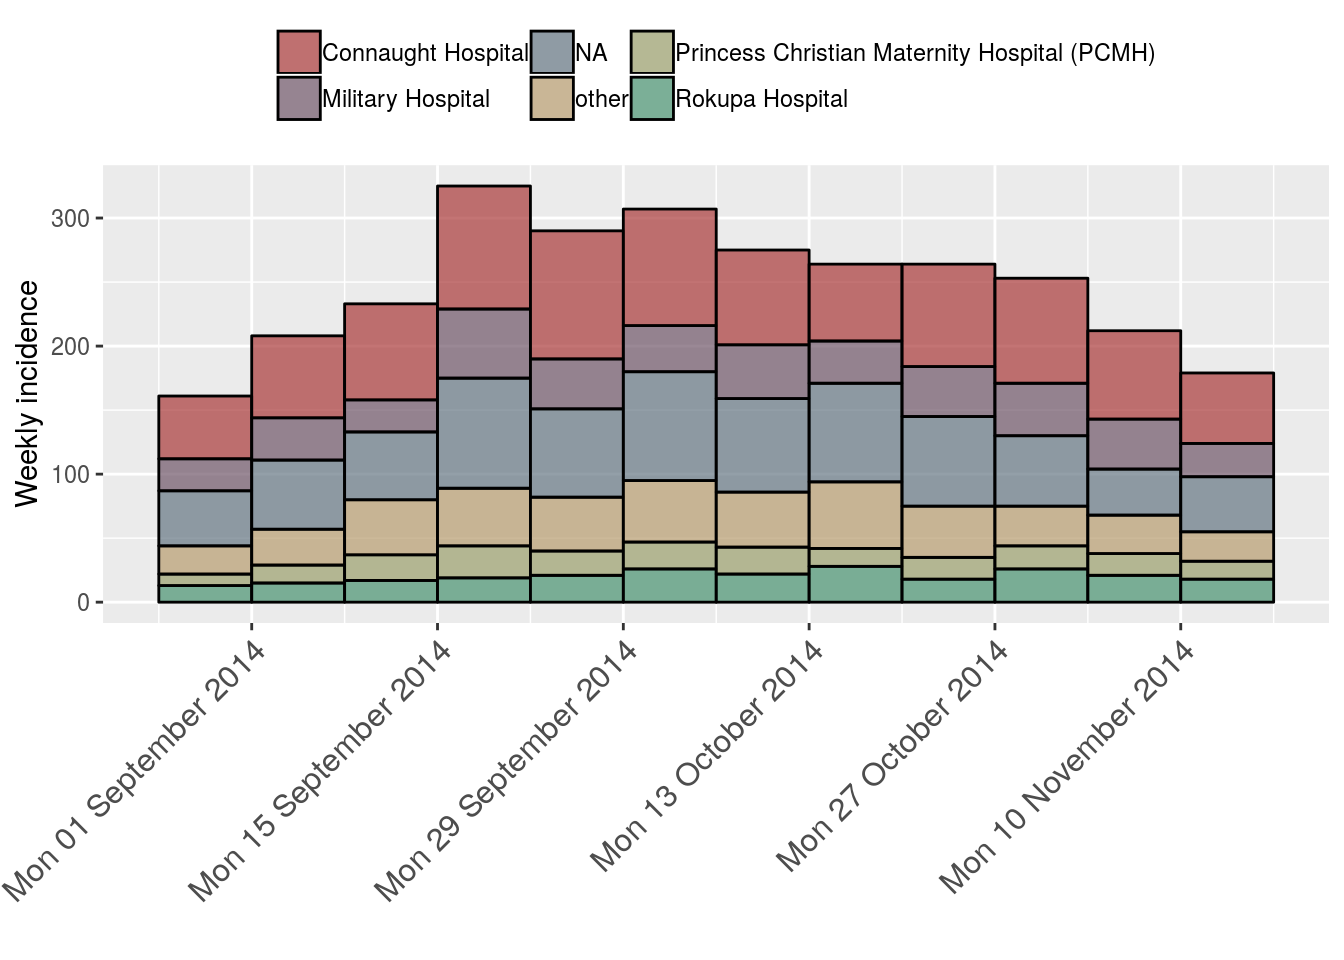 Connaught Hospital NA Princess Christian Maternity Hospital (PCMH)
Military Hospital other Rokupa Hospital
Weekly incidence
300
200
100
0
Mon 01 September 2014
Mon 15 September 2014
Mon 29 September 2014
Mon 13 October 2014
Mon 27 October 2014
Mon 10 November 2014